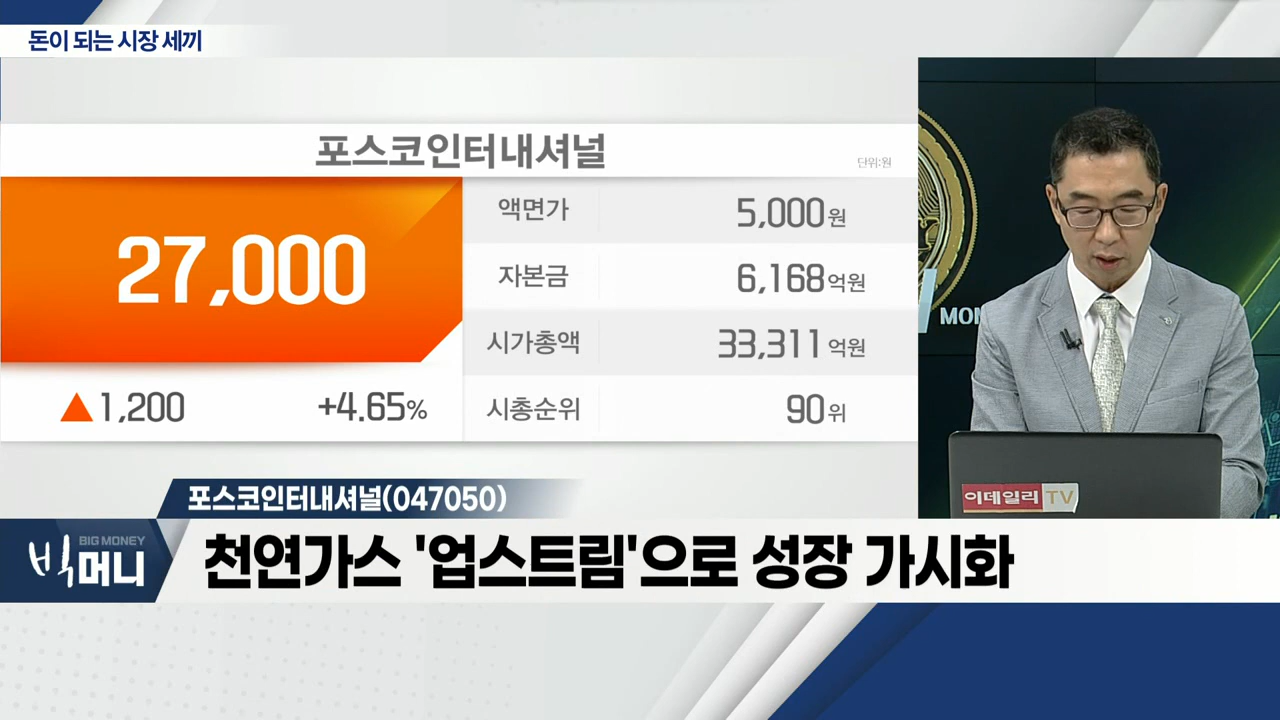 돈이 되는 시장 세끼
포스코인터내셔널
단위:원
27,000
▲1,200 +4.65%
액면가 5,000원
자본금 6,168억원
시가총액 33,311억원
시총순위 90위
MON
이데일리TV
포스코인터내셔널(047050)
BIG MONEY
빅머니
천연가스 '업스트림'으로 성장 가시화